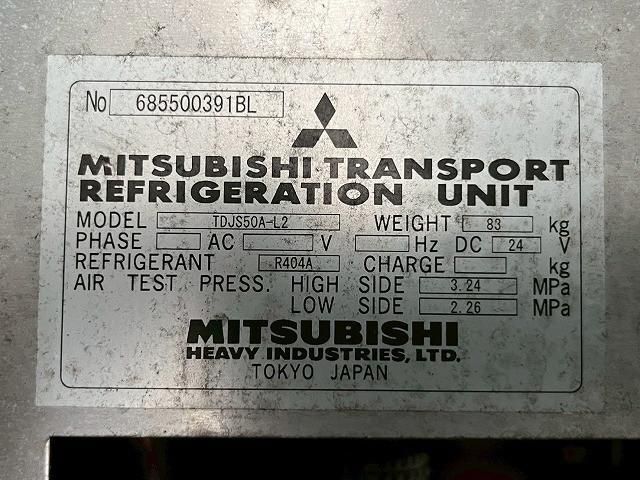 No 685500391BL
MITSUBISHI TRANSPORT
REFRIGERATION UNIT
MODEL TDJS50A-L2 WEIGHT 83 kg
PHASE AC V Hz DC 24 V
REFRIGERANT R404A CHARGE kg
AIR TEST PRESS. HIGH SIDE 3.24 MPa
LOW SIDE 2.26 MPa
MITSUBISHI
HEAVY INDUSTRIES, LTD.
TOKYO JAPAN